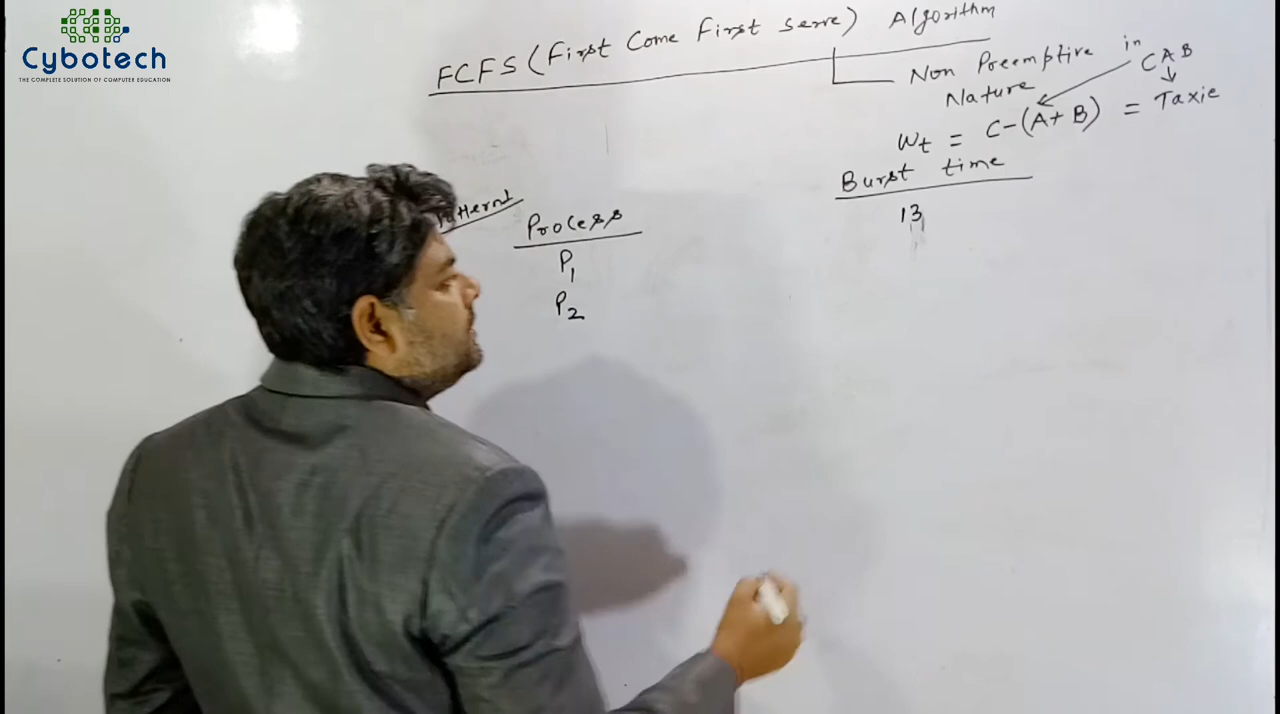 Cybotech
THE COMPLETE SOLUTION OF COMPUTER EDUCATION
FCFS (First Come First Serve) Algorithm
Non Preemptive in CAB
Nature
Wt = C-(A+B) = Taxie
Burst time
13
Process
P1
P2